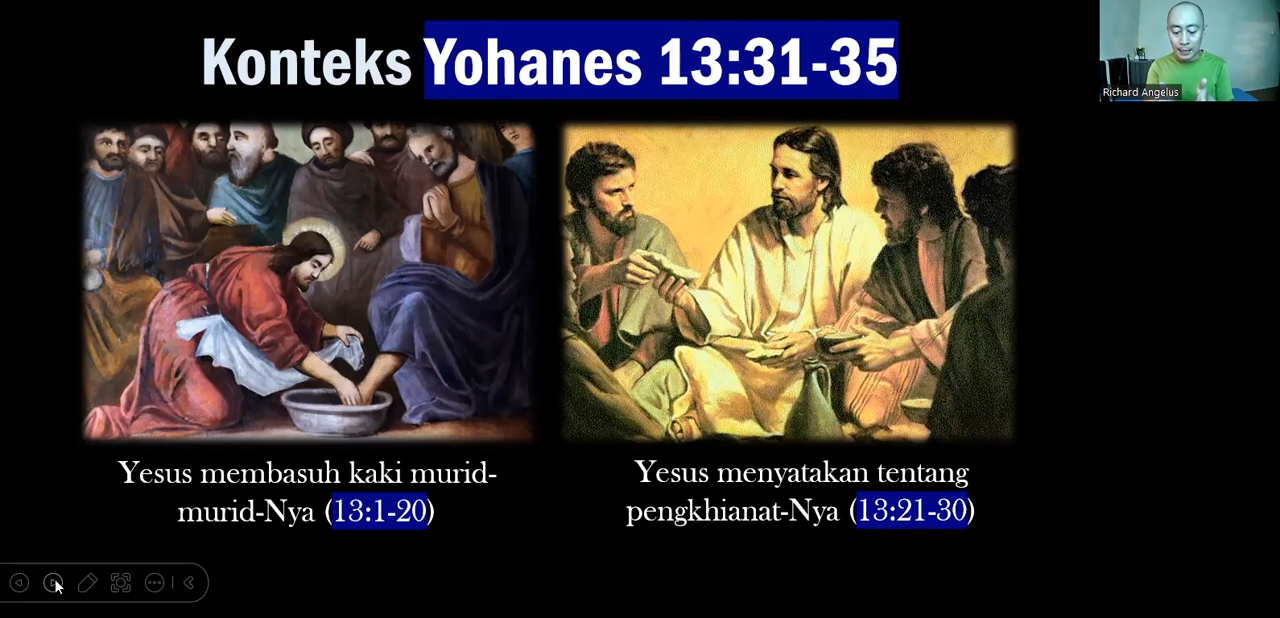 Konteks Yohanes 13:31-35
Richard Angelus
Yesus membasuh kaki murid-
murid-Nya (13:1-20)
Yesus menyatakan tentang
pengkhianat-Nya (13:21-30)